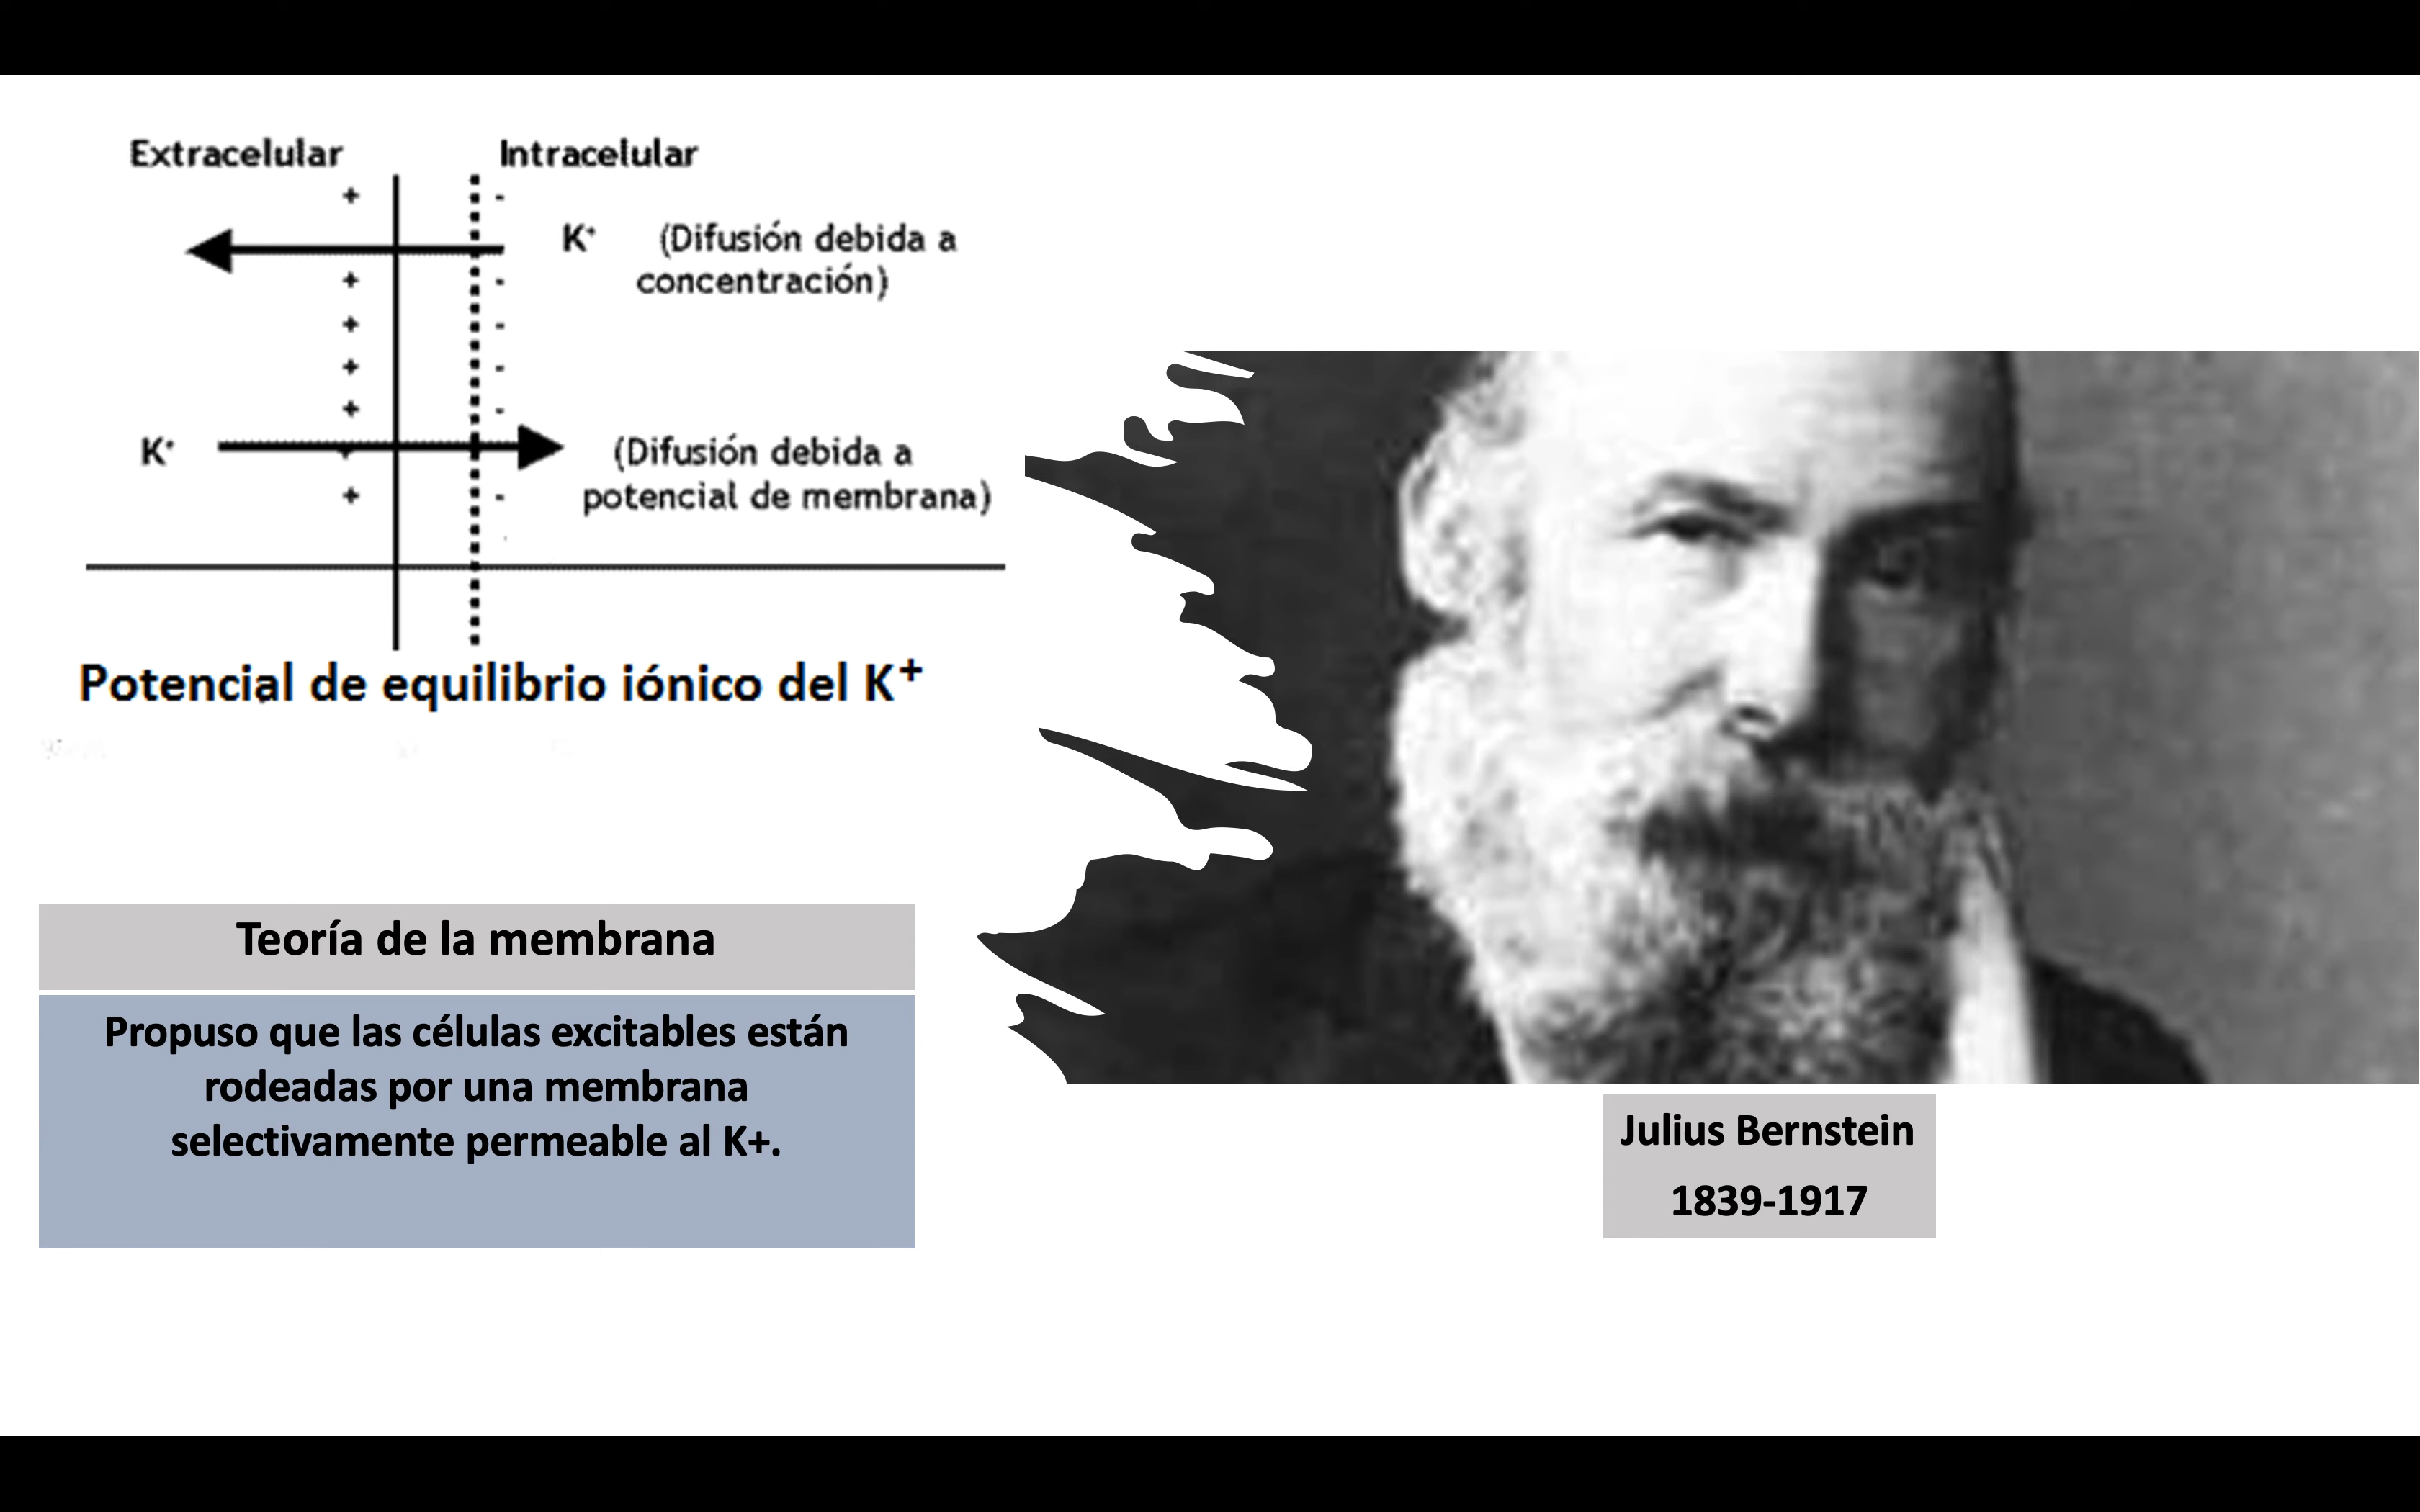 Extracelular
Intracelular
K⁺ (Difusión debida a
concentración)
K⁺ (Difusión debida a
potencial de membrana)
Potencial de equilibrio iónico del K⁺
Teoría de la membrana
Propuso que las células excitables están
rodeadas por una membrana
selectivamente permeable al K+.
Julius Bernstein
1839-1917